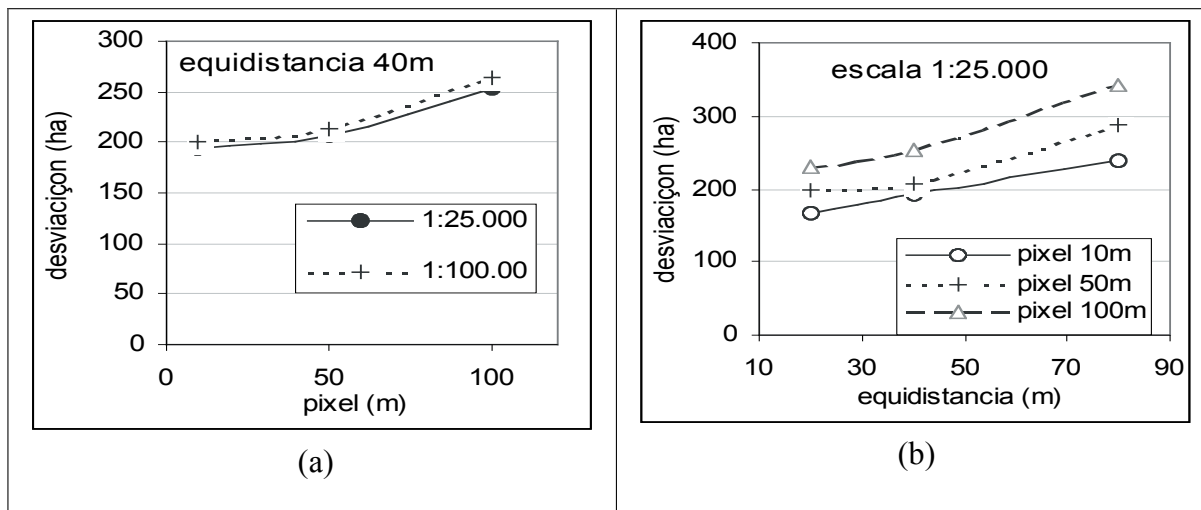 300
250
200
150
100
50
0
equidistancia 40m
desviaciçon (ha)
1:25.000
1:100.00
0 50 100
pixel (m)
(a)
400
300
200
100
0
escala 1:25.000
desviaciçon (ha)
pixel 10m
pixel 50m
pixel 100m
10 30 50 70 90
equidistancia (m)
(b)